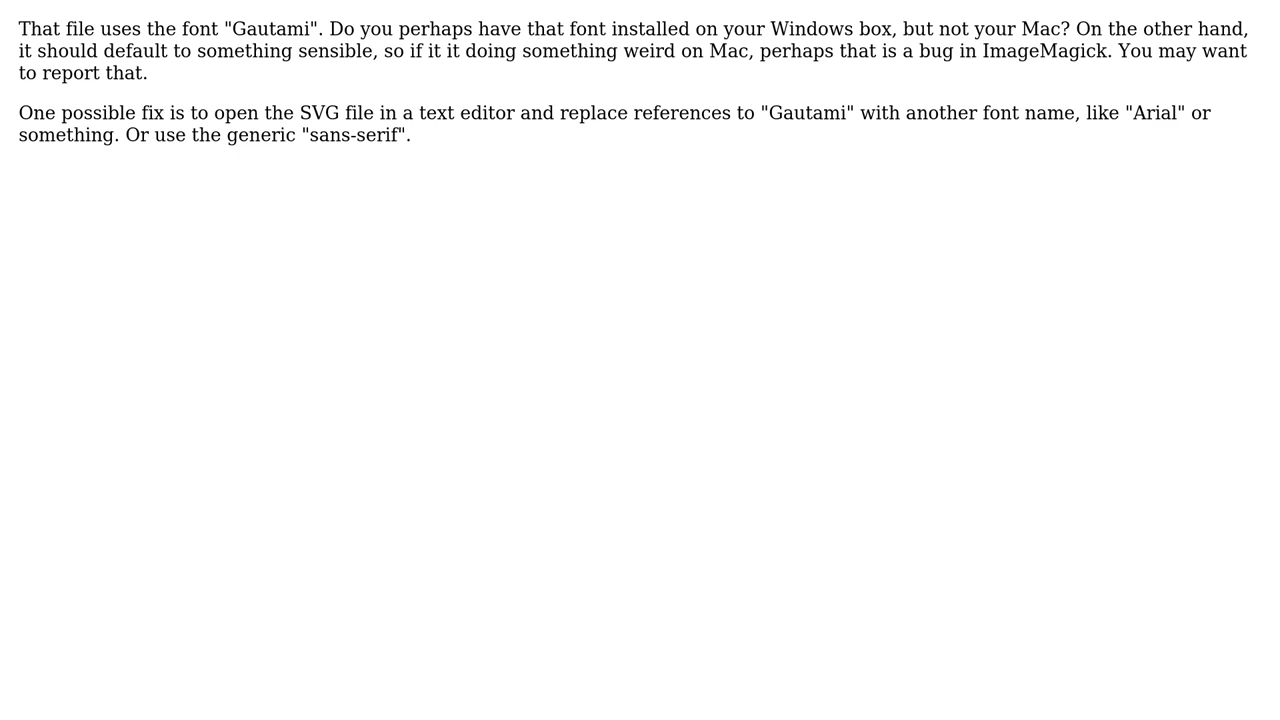 That file uses the font "Gautami". Do you perhaps have that font installed on your Windows box, but not your Mac? On the other hand,
it should default to something sensible, so if it it doing something weird on Mac, perhaps that is a bug in ImageMagick. You may want
to report that.
One possible fix is to open the SVG file in a text editor and replace references to "Gautami" with another font name, like "Arial" or
something. Or use the generic "sans-serif".